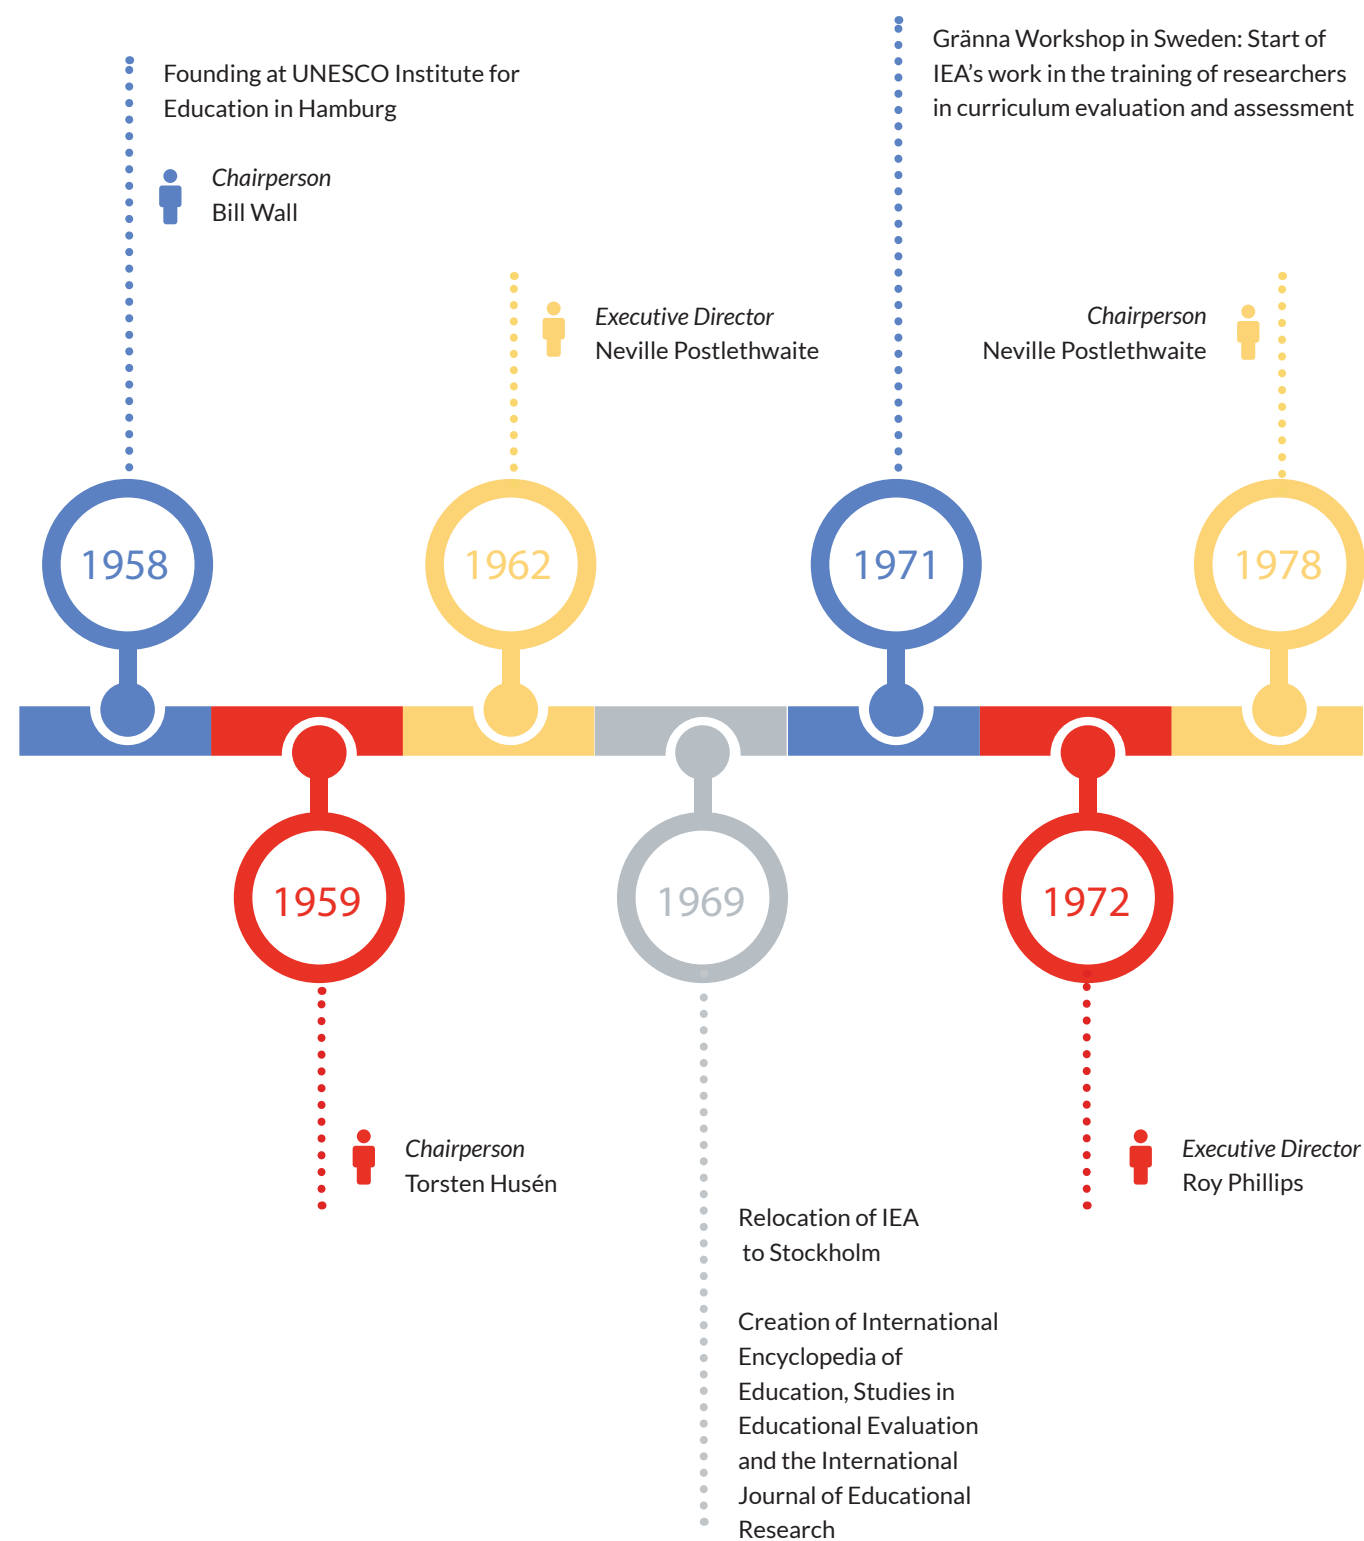 Founding at UNESCO Institute for
Education in Hamburg
Chairperson
Bill Wall
Executive Director
Neville Postlethwaite
Gränna Workshop in Sweden: Start of
IEA's work in the training of researchers
in curriculum evaluation and assessment
Chairperson
Neville Postlethwaite
1958
1962
1971
1978
1959
1969
1972
Chairperson
Torsten Husén
Relocation of IEA
to Stockholm
Creation of International
Encyclopedia of
Education, Studies in
Educational Evaluation
and the International
Journal of Educational
Research
Executive Director
Roy Phillips